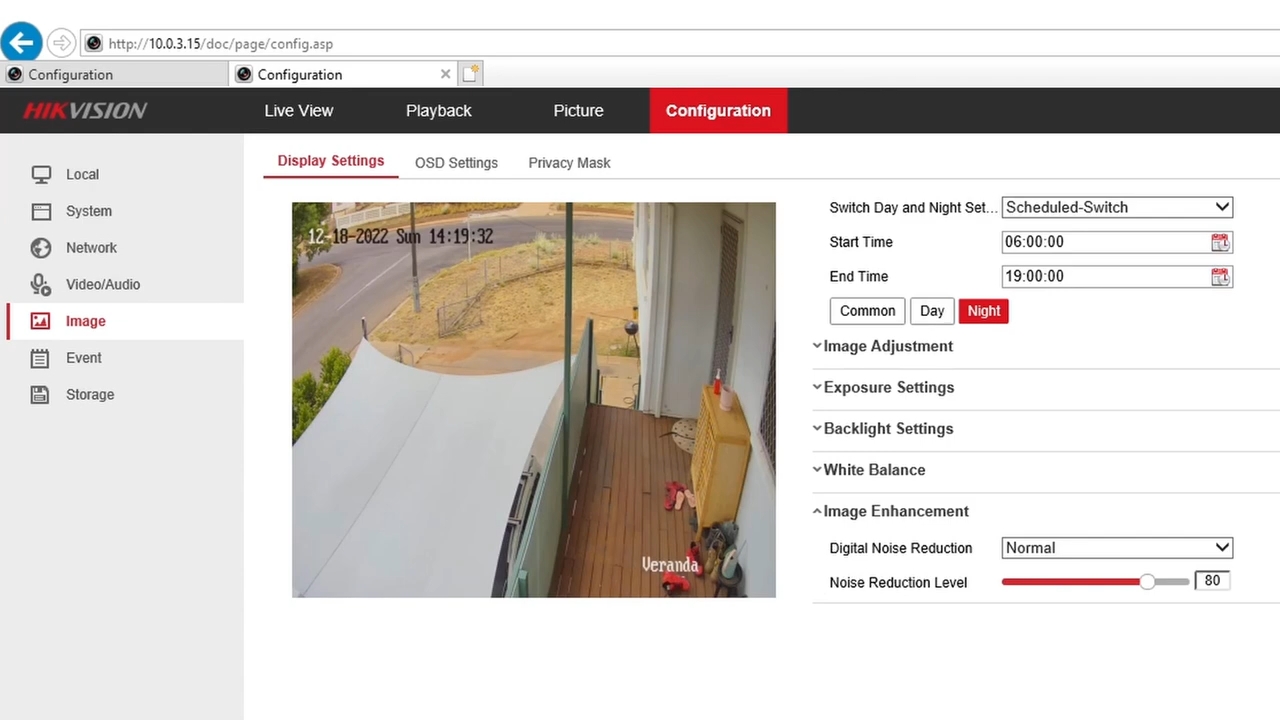 http://10.0.3.15/doc/page/config.asp
Configuration
Configuration
HIKVISION
Live View
Playback
Picture
Configuration
Local
System
Network
Video/Audio
Image
Event
Storage
Display Settings
OSD Settings
Privacy Mask
12-18-2022 Sun 14:19:32
Veranda
Switch Day and Night Set... Scheduled-Switch
Start Time 06:00:00
End Time 19:00:00
Common Day Night
Image Adjustment
Exposure Settings
Backlight Settings
White Balance
Image Enhancement
Digital Noise Reduction Normal
Noise Reduction Level 80